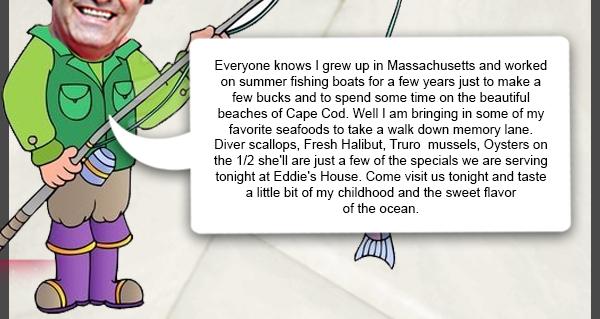 Everyone knows I grew up in Massachusetts and worked
on summer fishing boats for a few years just to make a
few bucks and to spend some time on the beautiful
beaches of Cape Cod. Well I am bringing in some of my
favorite seafoods to take a walk down memory lane.
Diver scallops, Fresh Halibut, Truro  mussels, Oysters on
the 1/2 she'll are just a few of the specials we are serving
tonight at Eddie's House. Come visit us tonight and taste
a little bit of my childhood and the sweet flavor
of the ocean.